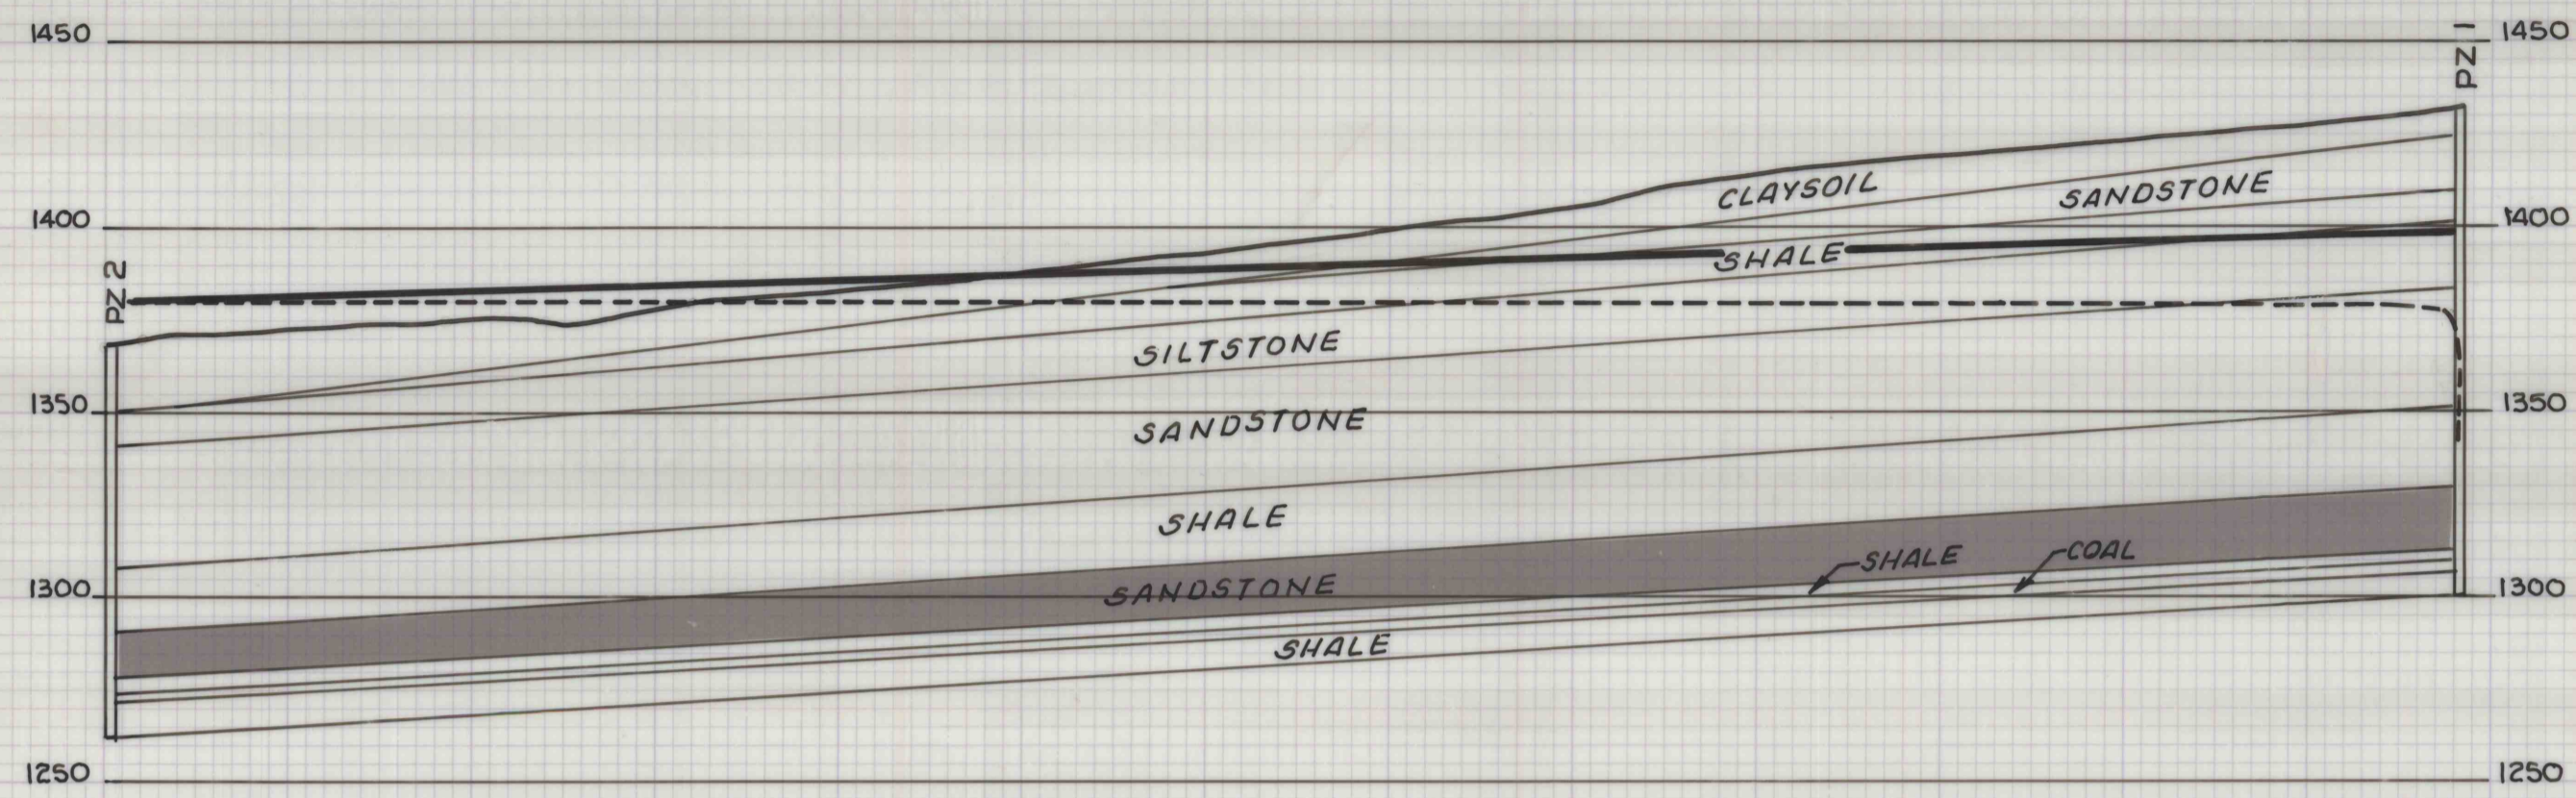 1450
PZ 1
1450
CLAYSOIL
SANDSTONE
1400
SHALE
1400
PZ 2
SILTSTONE
1350
SANDSTONE
1350
SHALE
SHALE
COAL
1300
SANDSTONE
1300
SHALE
1250
1250